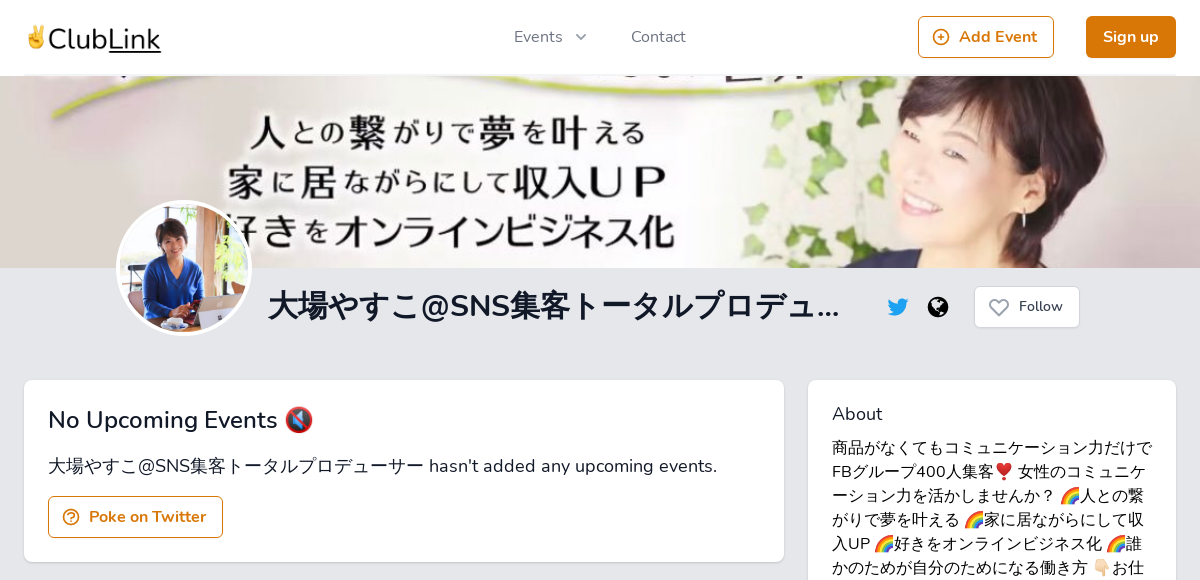 ✌️ClubLink
Events
Contact
Add Event
Sign up
人との繋がりで夢を叶える
家に居ながらにして収入UP
好きをオンラインビジネス化
大場やすこ@SNS集客トータルプロデュ...
Follow
No Upcoming Events 🔇
大場やすこ@SNS集客トータルプロデューサー hasn't added any upcoming events.
Poke on Twitter
About
商品がなくてもコミュニケーション力だけで
FBグループ400人集客❣️ 女性のコミュニケ
ーション力を活かしませんか？ 🌈人との繋
がりで夢を叶える 🌈家に居ながらにして収
入UP 🌈好きをオンラインビジネス化 🌈誰
かのためが自分のためになる働き方 👇🏻お仕